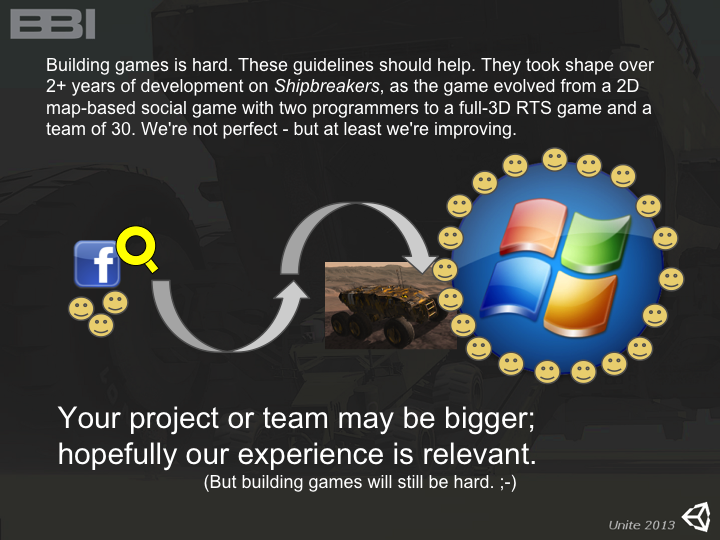 BBI
Building games is hard. These guidelines should help. They took shape over
2+ years of development on Shipbreakers, as the game evolved from a 2D
map-based social game with two programmers to a full-3D RTS game and a
team of 30. We're not perfect - but at least we're improving.
f
Your project or team may be bigger;
hopefully our experience is relevant.
(But building games will still be hard. ;-)
Unite 2013